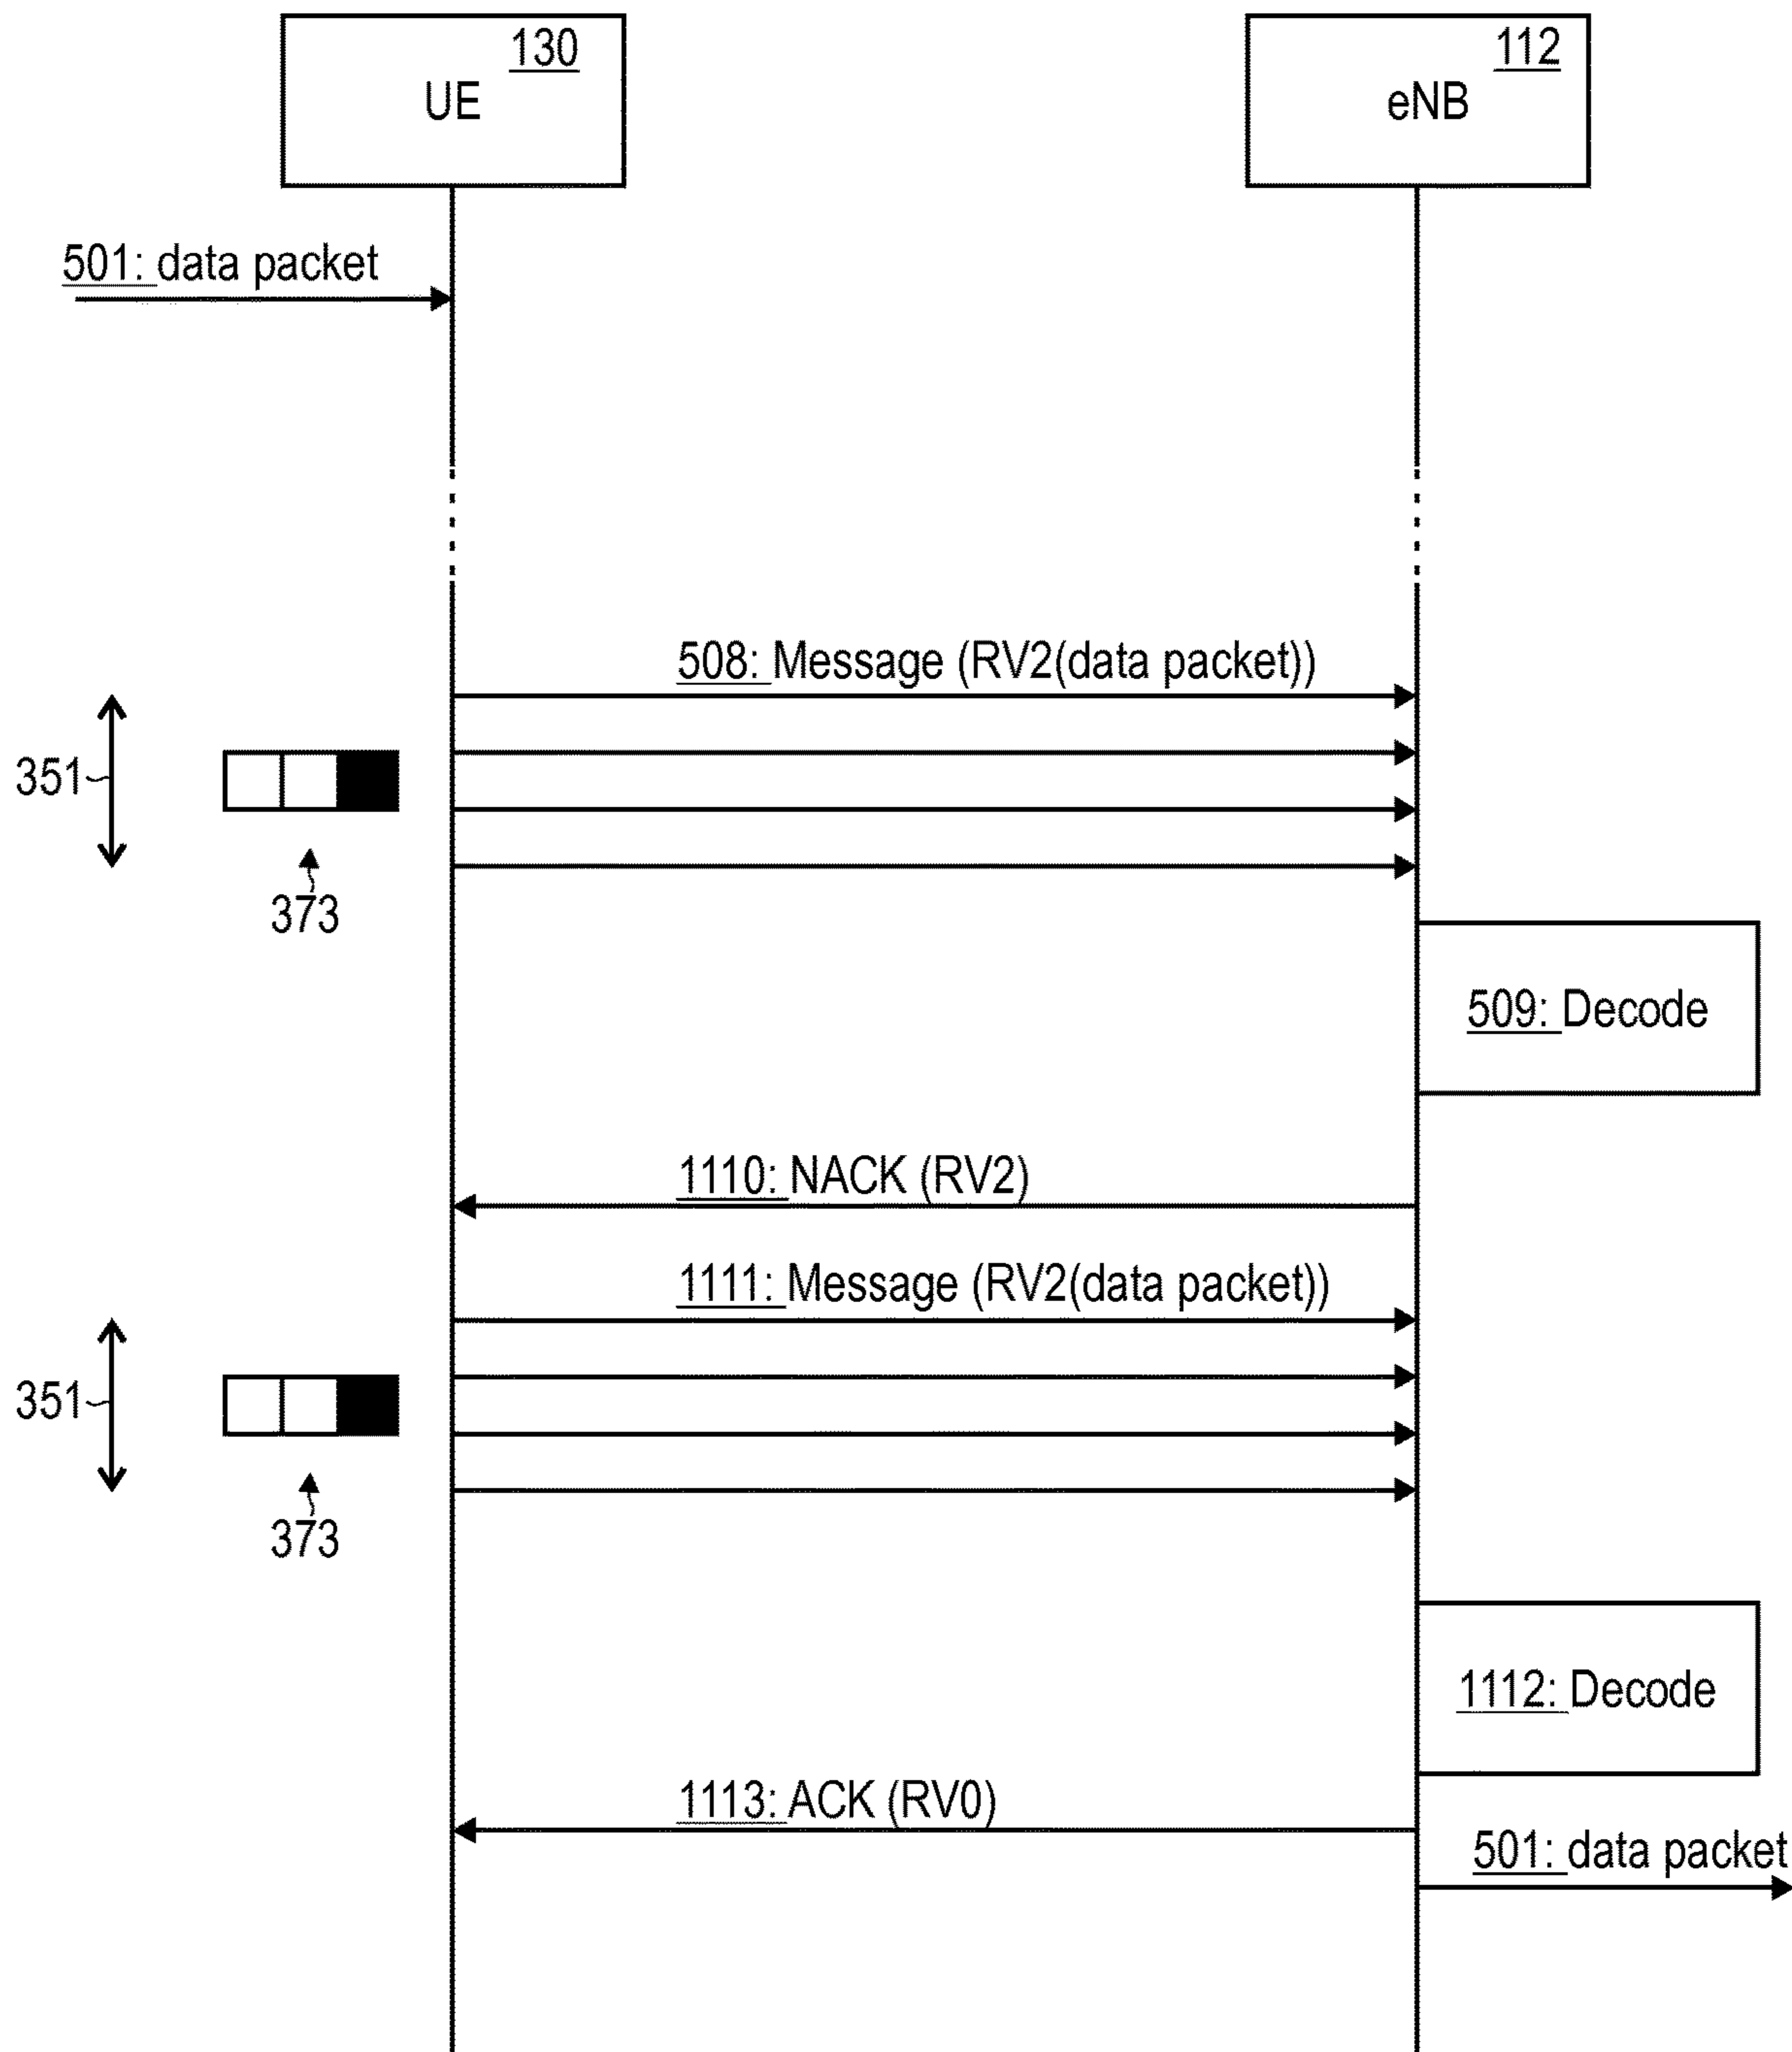 130
UE
112
eNB
501: data packet
508: Message (RV2(data packet))
351
373
509: Decode
1110: NACK (RV2)
1111: Message (RV2(data packet))
351
373
1112: Decode
1113: ACK (RV0)
501: data packet